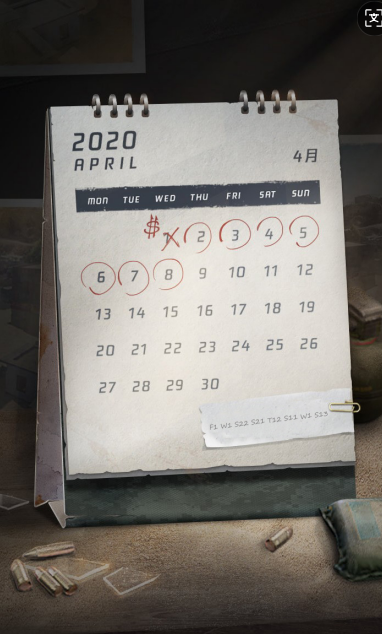 2020
APRIL
4月
MON TUE WED THU FRI SAT SUN
$ 1 2 3 4 5
6 7 8 9 10 11 12
13 14 15 16 17 18 19
20 21 22 23 24 25 26
27 28 29 30
F1 W1 S22 S21 T12 S11 W1 S13